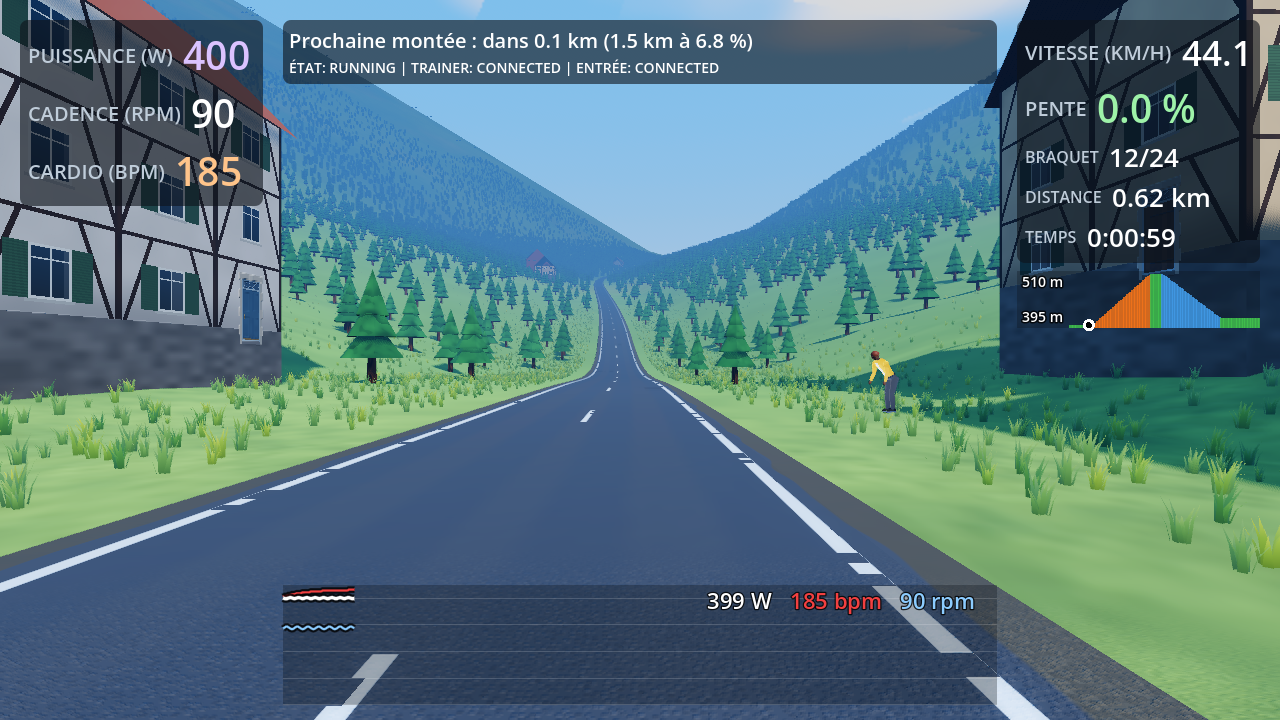 PUISSANCE (W) 400
CADENCE (RPM) 90
CARDIO (BPM) 185
Prochaine montée : dans 0.1 km (1.5 km à 6.8 %)
ÉTAT: RUNNING | TRAINER: CONNECTED | ENTRÉE: CONNECTED
VITESSE (KM/H) 44.1
PENTE 0.0 %
BRAQUET 12/24
DISTANCE 0.62 km
TEMPS 0:00:59
510 m
395 m
399 W 185 bpm 90 rpm